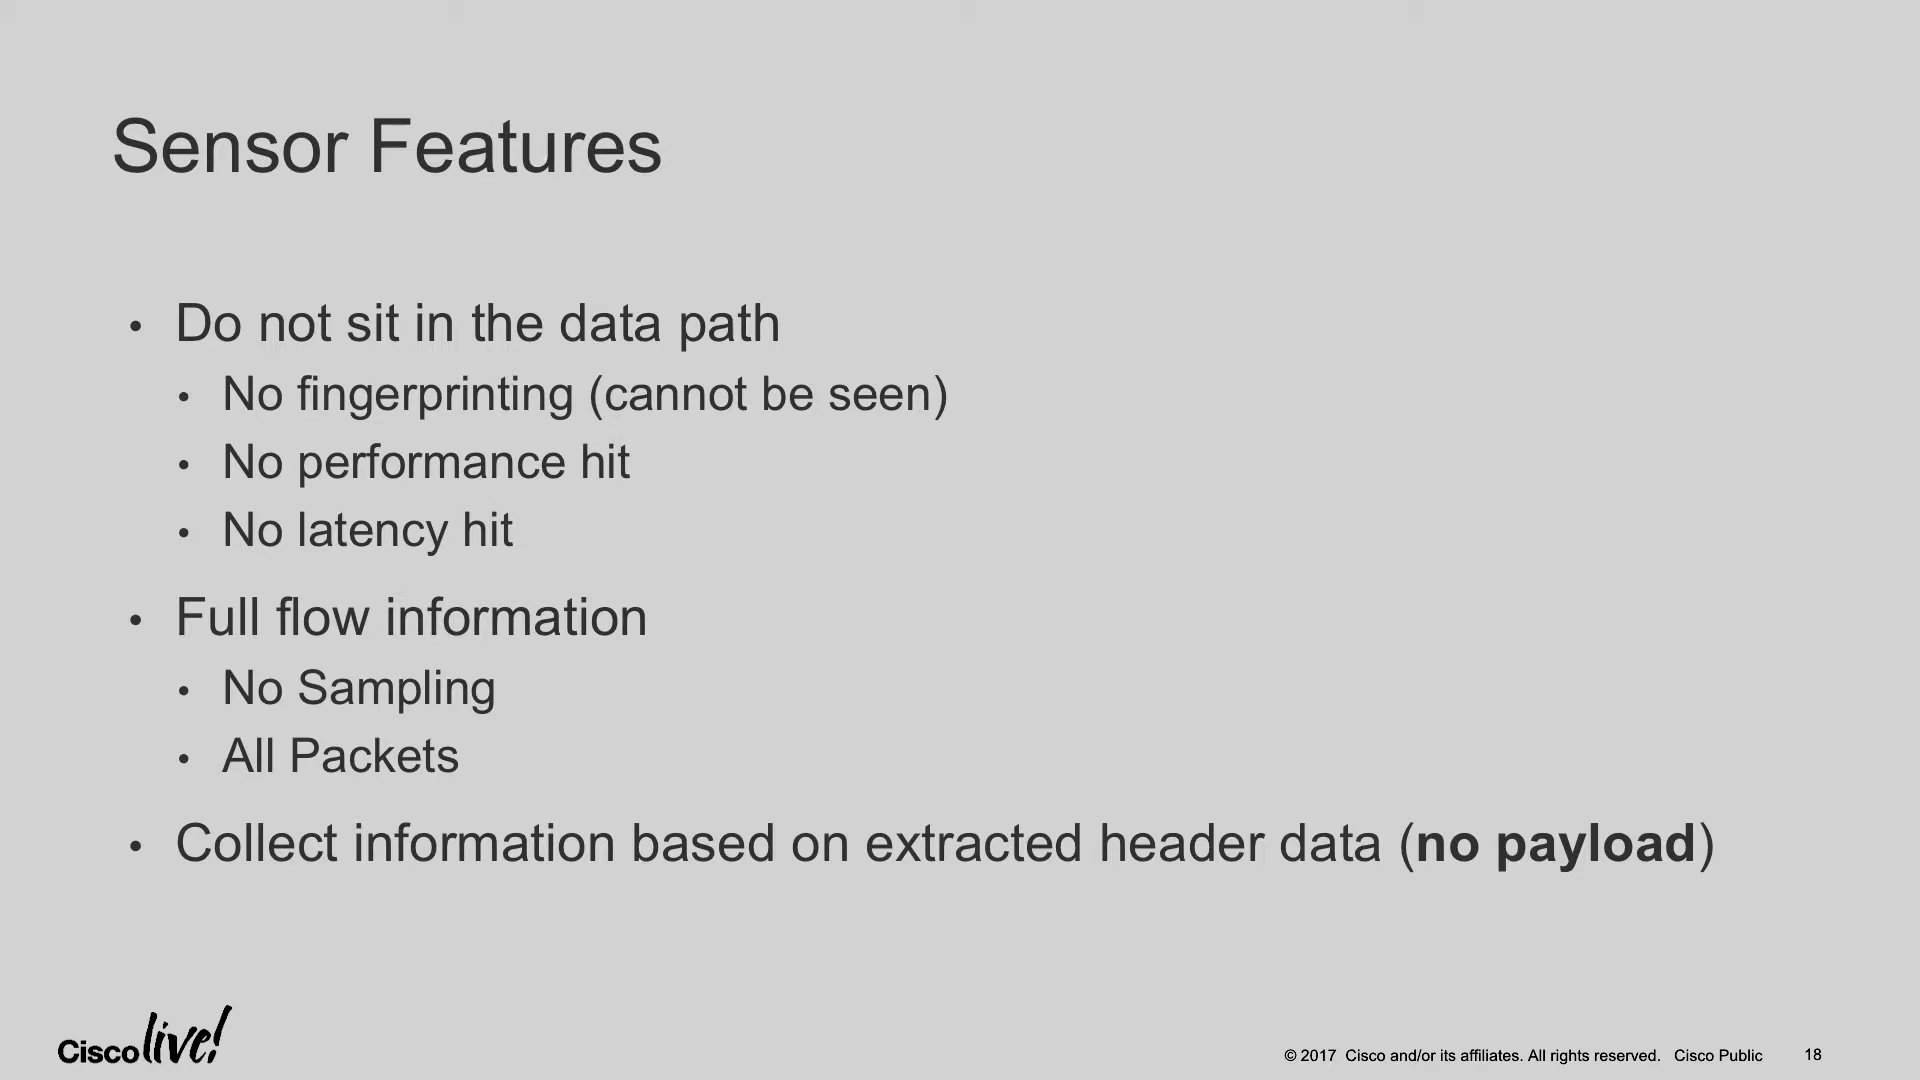 Sensor Features
• Do not sit in the data path
• No fingerprinting (cannot be seen)
• No performance hit
• No latency hit
• Full flow information
• No Sampling
• All Packets
• Collect information based on extracted header data (no payload)
Cisco live!
© 2017 Cisco and/or its affiliates. All rights reserved. Cisco Public 18